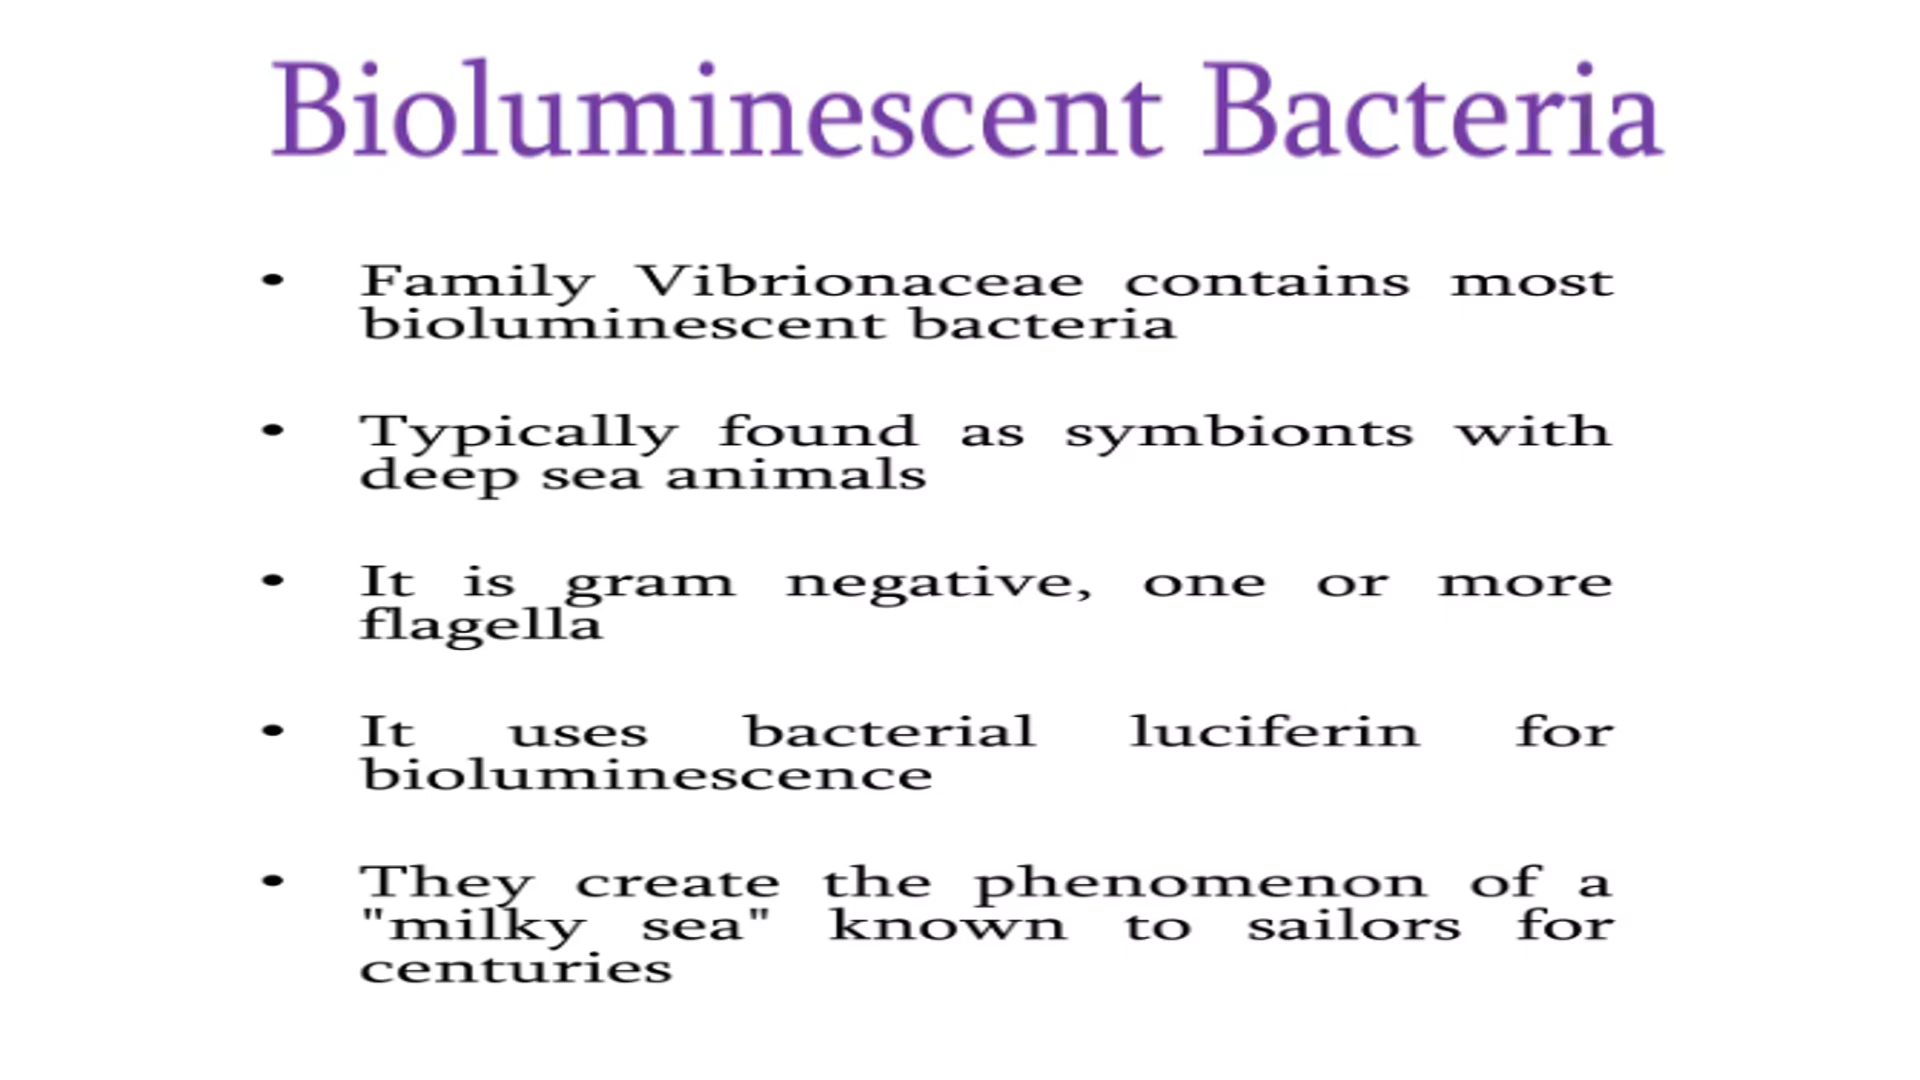 Bioluminescent Bacteria
• Family Vibrionaceae contains most
bioluminescent bacteria
• Typically found as symbionts with
deep sea animals
• It is gram negative, one or more
flagella
• It uses bacterial luciferin for
bioluminescence
• They create the phenomenon of a
"milky sea" known to sailors for
centuries